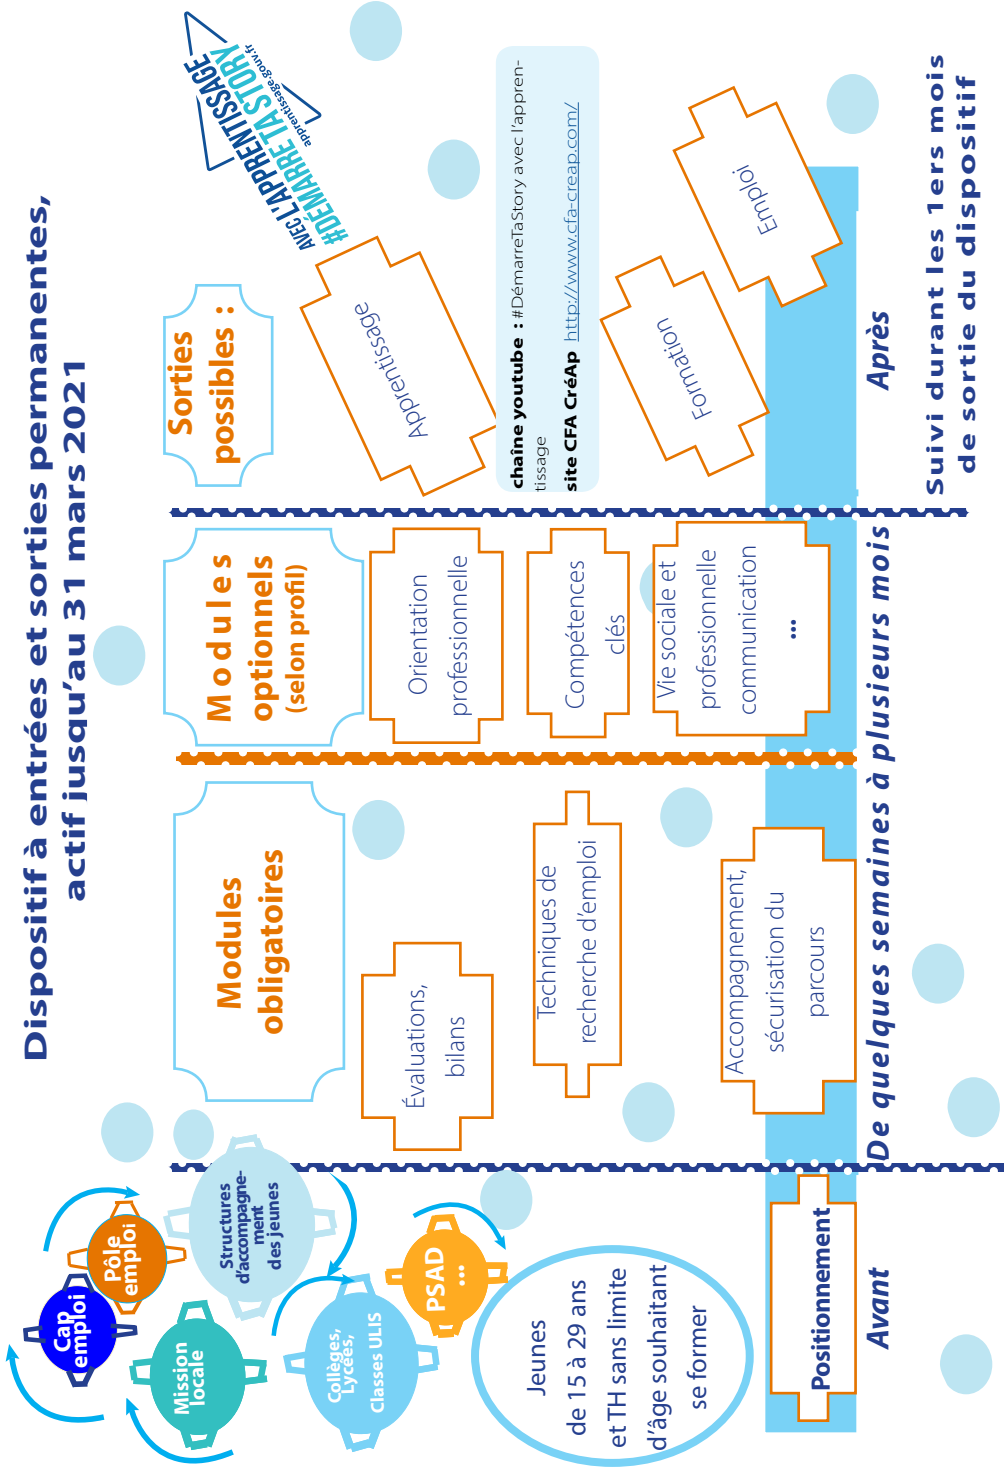 Dispositif à entrées et sorties permanentes,
actif jusqu'au 31 mars 2021
Cap
emploi
Pôle
emploi
Mission
locale
Structures
d'accompagne-
ment
des jeunes
Collèges,
Lycées,
Classes ULIS
PSAD
...
Jeunes
de 15 à 29 ans
et TH sans limite
d'âge souhaitant
se former
Positionnement
Avant
Modules
obligatoires
Évaluations,
bilans
Techniques de
recherche d'emploi
Accompagnement,
sécurisation du
parcours
Modules
optionnels
(selon profil)
Orientation
professionnelle
Compétences
clés
Vie sociale et
professionnelle
communication
...
De quelques semaines à plusieurs mois
Sorties
possibles :
Apprentissage
AVEC L'APPRENTISSAGE
#DÉMARRE TA STORY
apprentissage.gouv.fr
chaîne youtube : #DémarreTaStory avec l'appren-
tissage
site CFA CréAp http://www.cfa-creap.com/
Formation
Emploi
Après
Suivi durant les 1ers mois
de sortie du dispositif